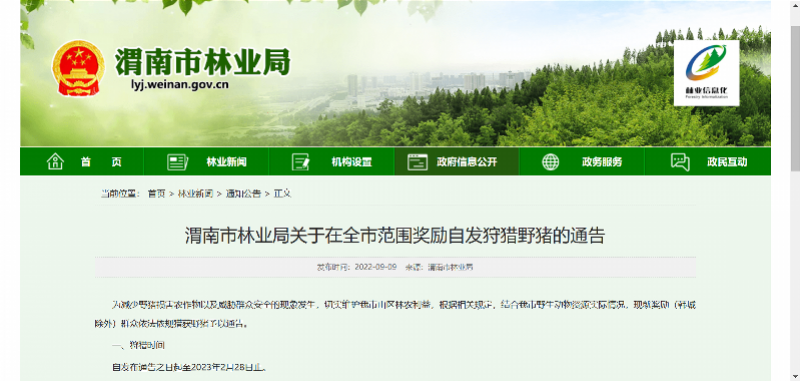 渭南市林业局
lyj.weinan.gov.cn
林业信息化
首 页
林业新闻
机构设置
政府信息公开
政务服务
政民互动
当前位置： 首页 > 林业新闻 > 通知公告 > 正文
渭南市林业局关于在全市范围奖励自发狩猎野猪的通告
发布时间：2022-09-09 来源：渭南市林业局
为减少野猪损害农作物以及威胁群众安全的现象发生，切实维护我市山区林农利益，根据相关规定，结合我市野生动物资源实际情况，现就奖励（韩城
除外）群众依法依规猎获野猪予以通告。
一、狩猎时间
自发布通告之日起至2023年2月28日止。